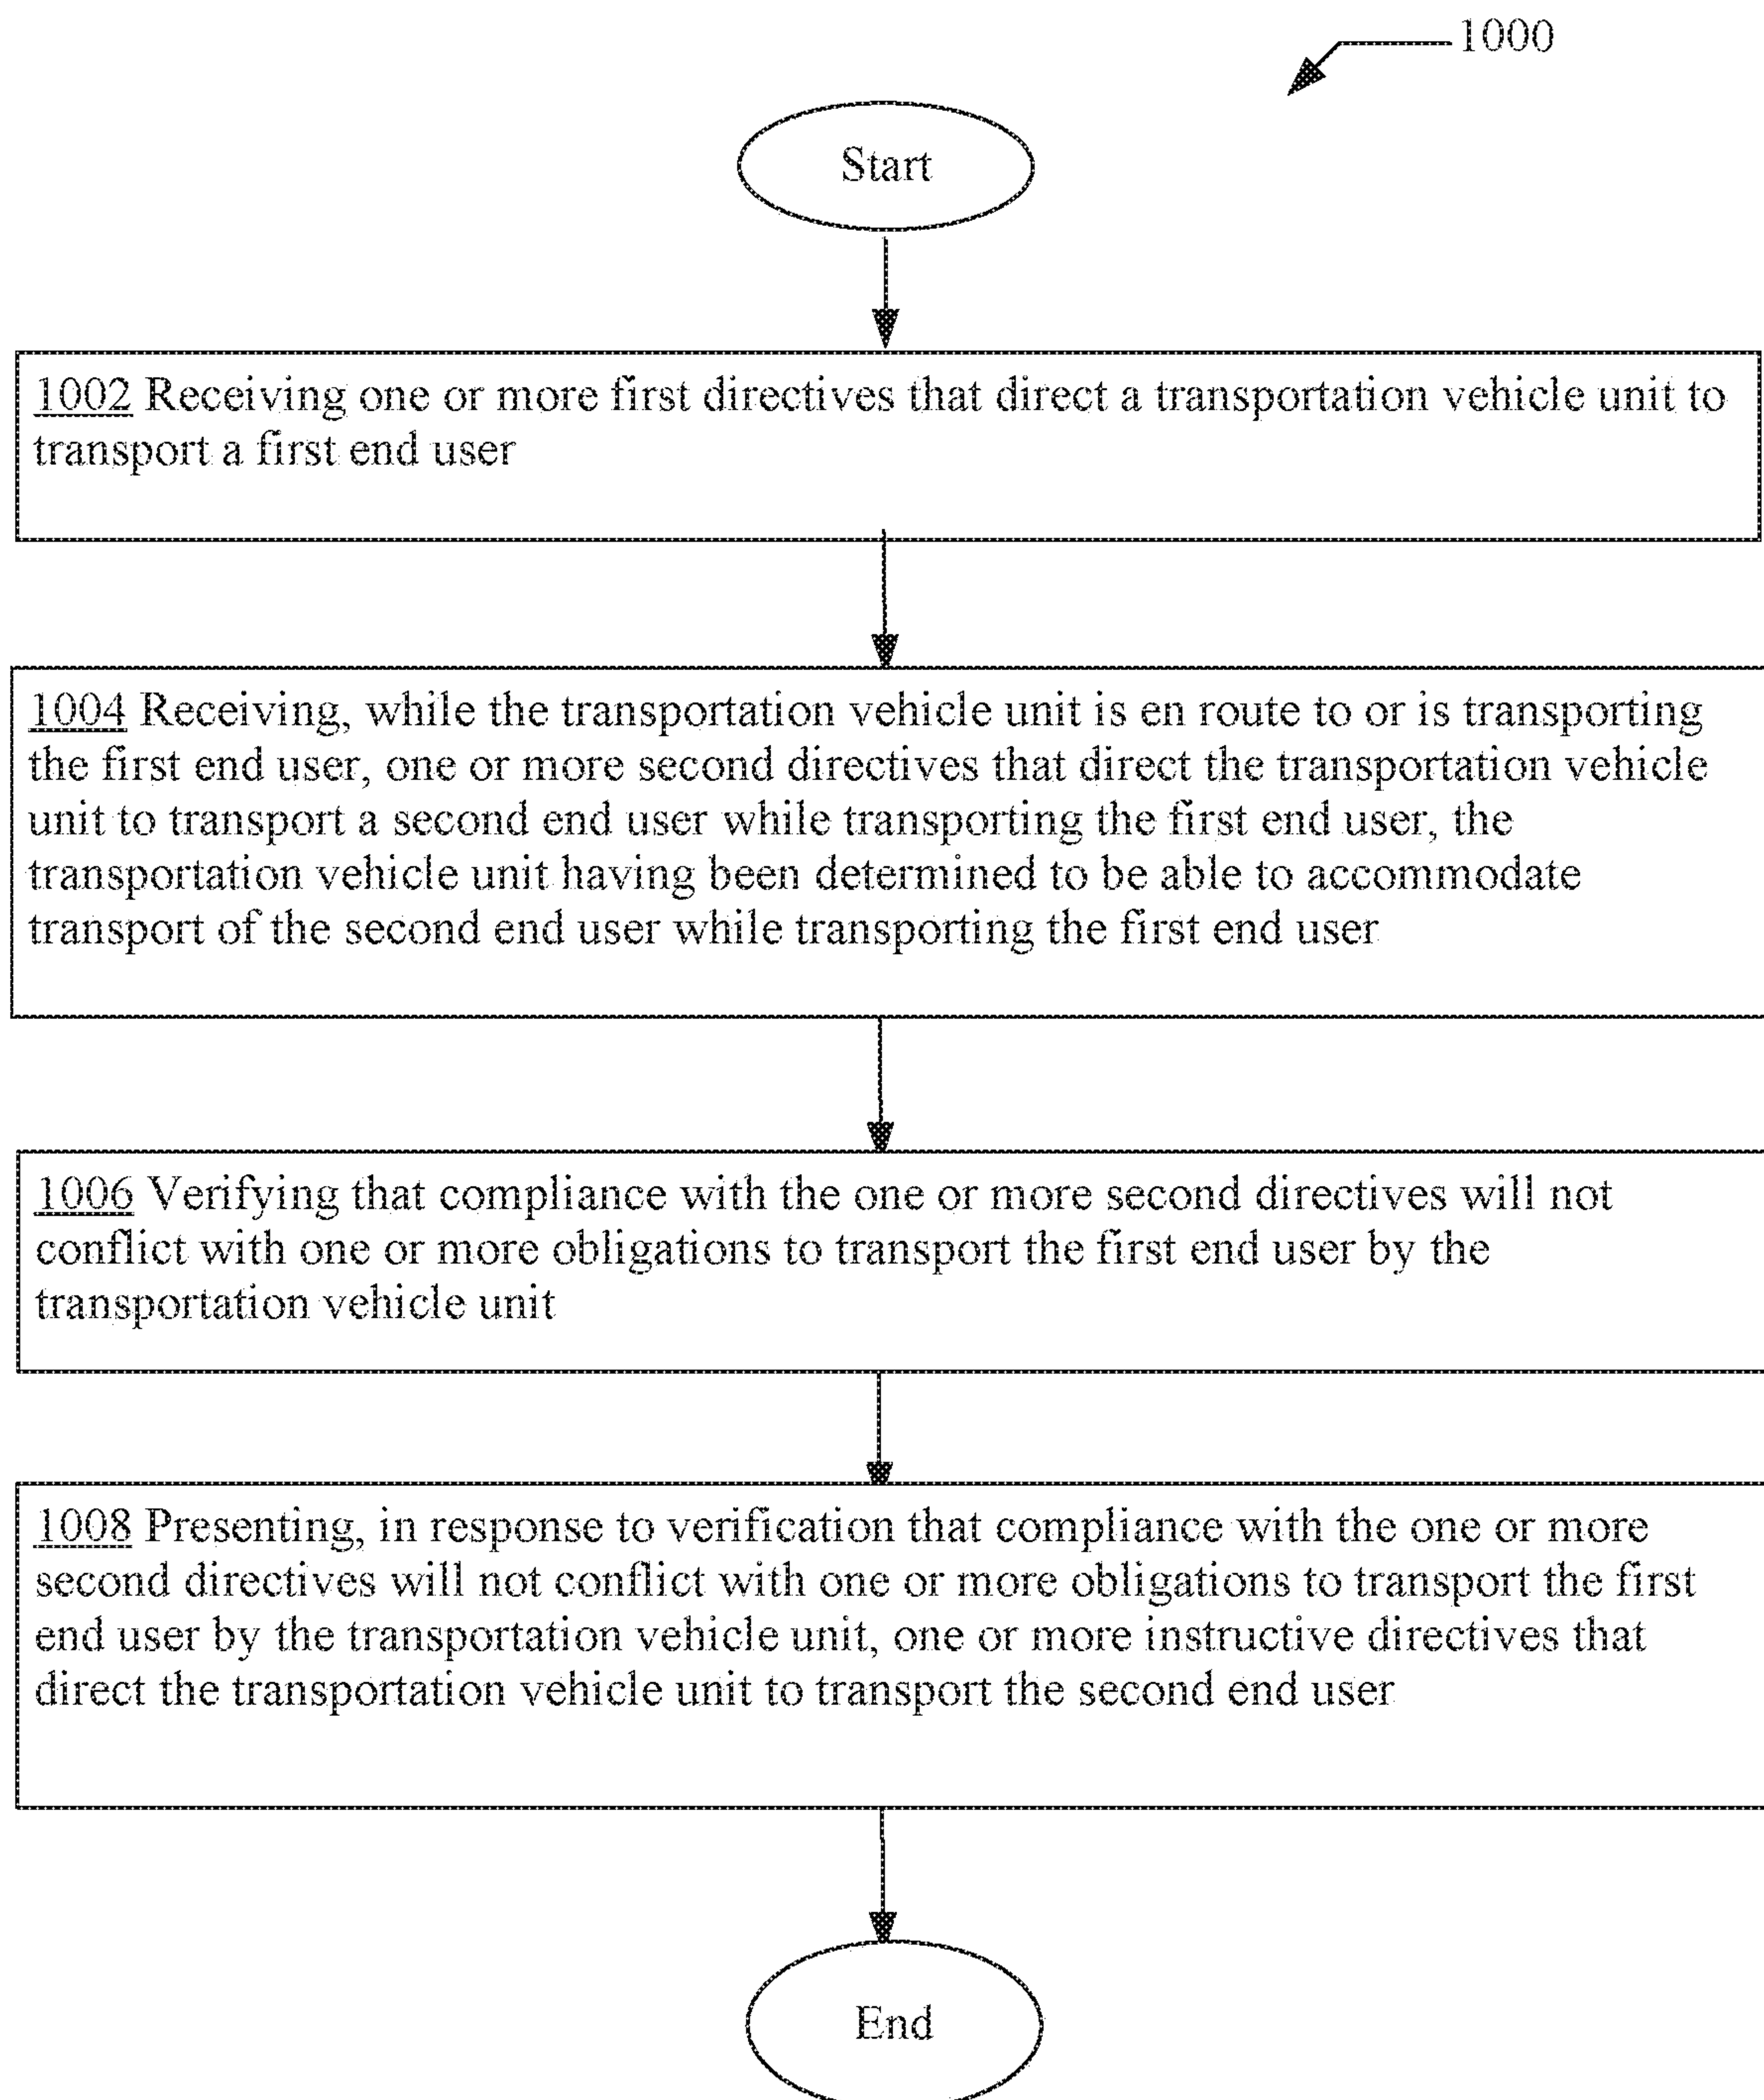 1000
Start
1002 Receiving one or more first directives that direct a transportation vehicle unit to
transport a first end user
1004 Receiving, while the transportation vehicle unit is en route to or is transporting
the first end user, one or more second directives that direct the transportation vehicle
unit to transport a second end user while transporting the first end user, the
transportation vehicle unit having been determined to be able to accommodate
transport of the second end user while transporting the first end user
1006 Verifying that compliance with the one or more second directives will not
conflict with one or more obligations to transport the first end user by the
transportation vehicle unit
1008 Presenting, in response to verification that compliance with the one or more
second directives will not conflict with one or more obligations to transport the first
end user by the transportation vehicle unit, one or more instructive directives that
direct the transportation vehicle unit to transport the second end user
End